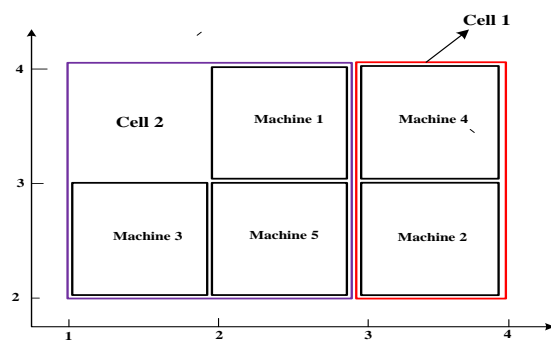 Cell 1
4
Cell 2
Machine 1
Machine 4
3
Machine 3
Machine 5
Machine 2
2
1
2
3
4